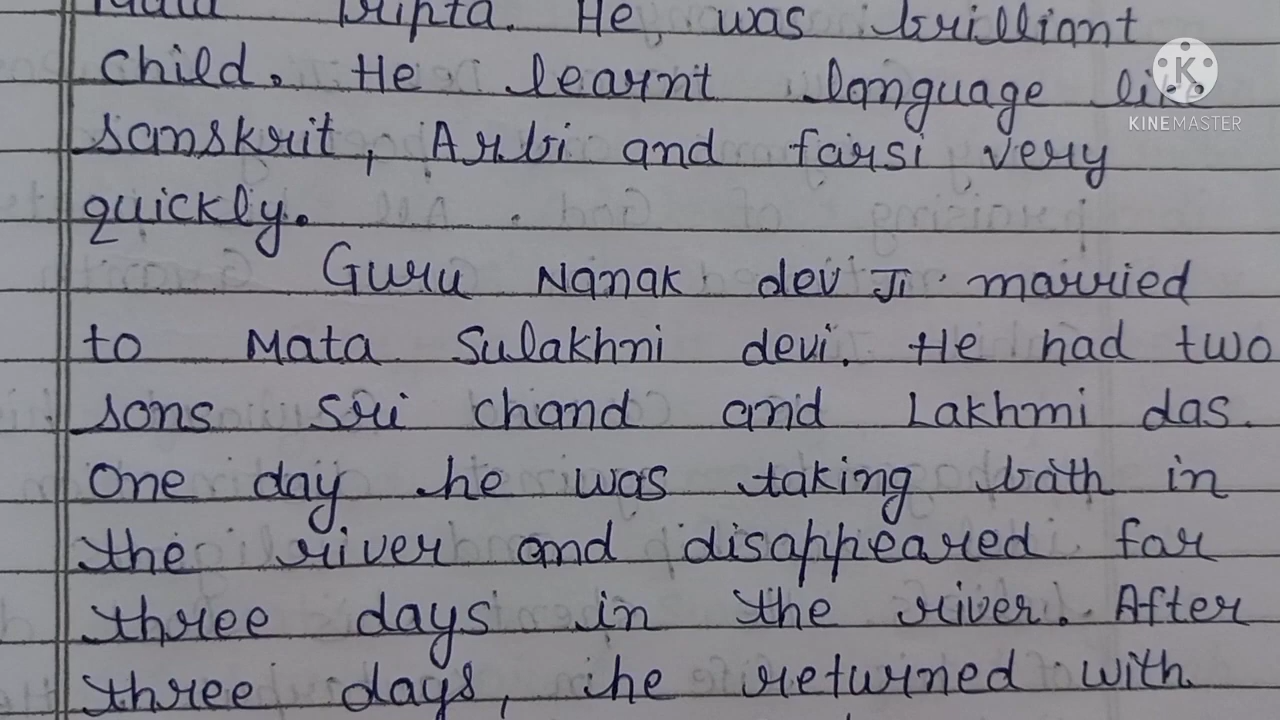 Mata Tripta. He was brilliant
child. He learnt language like
sanskrit, Arbi and farsi very
quickly.
Guru Nanak dev Ji married
to Mata Sulakhni devi. He had two
sons Sri chand and Lakhmi das.
One day he was taking bath in
the river and disappeared far
three days in the river. After
three days, he returned with
KINEMASTER